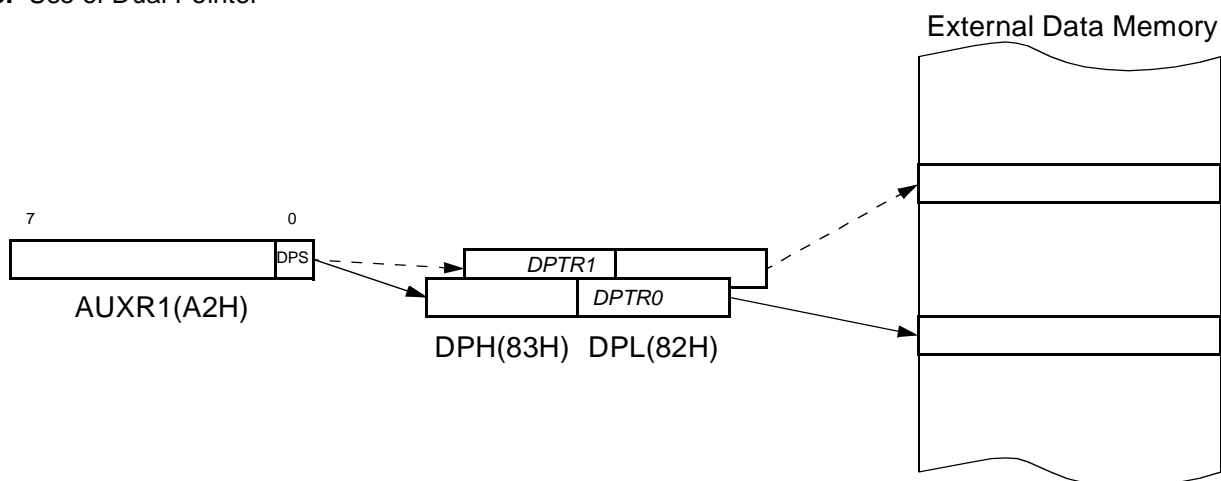 Use of Dual Pointer
External Data Memory
7 0
DPS
DPTR1
DPTR0
AUXR1(A2H)
DPH(83H) DPL(82H)